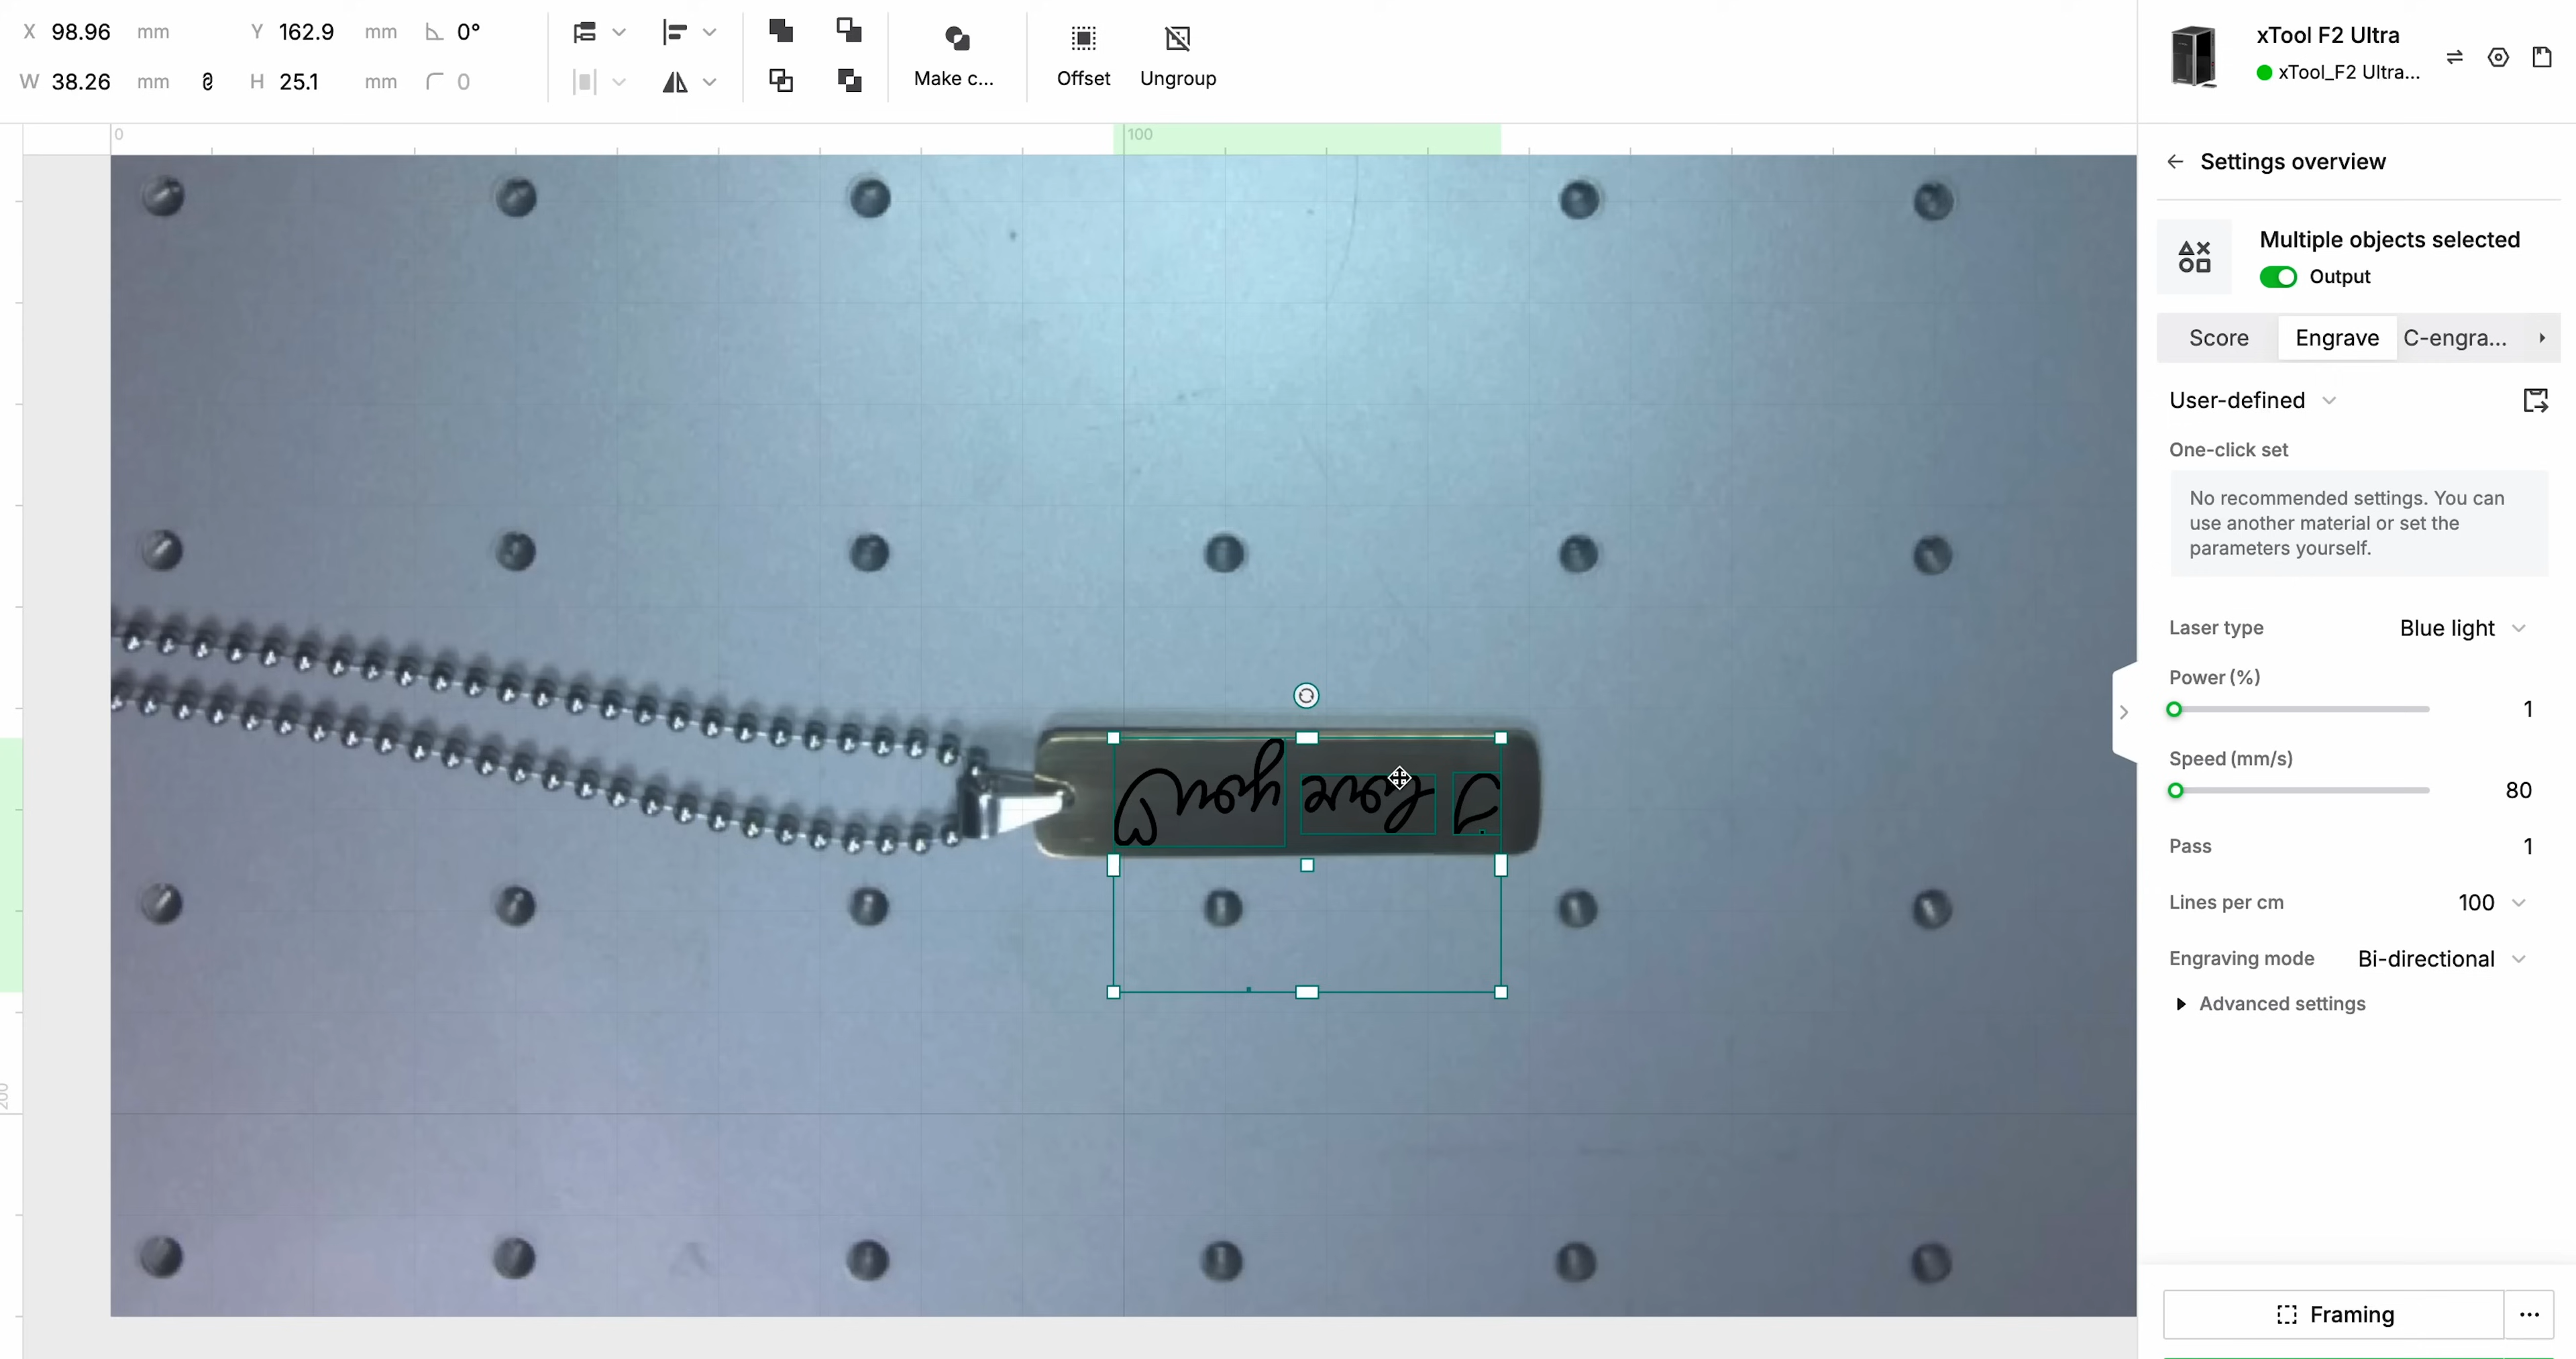 X 98.96 mm Y 162.9 mm 0°
W 38.26 mm H 25.1 mm 0
Make c... Offset Ungroup
xTool F2 Ultra
xTool_F2 Ultra...
0 100
200
Settings overview
Multiple objects selected
Output
Score Engrave C-engra...
User-defined
One-click set
No recommended settings. You can
use another material or set the
parameters yourself.
Laser type Blue light
Power (%)
1
Speed (mm/s)
80
Pass 1
Lines per cm 100
Engraving mode Bi-directional
Advanced settings
Framing